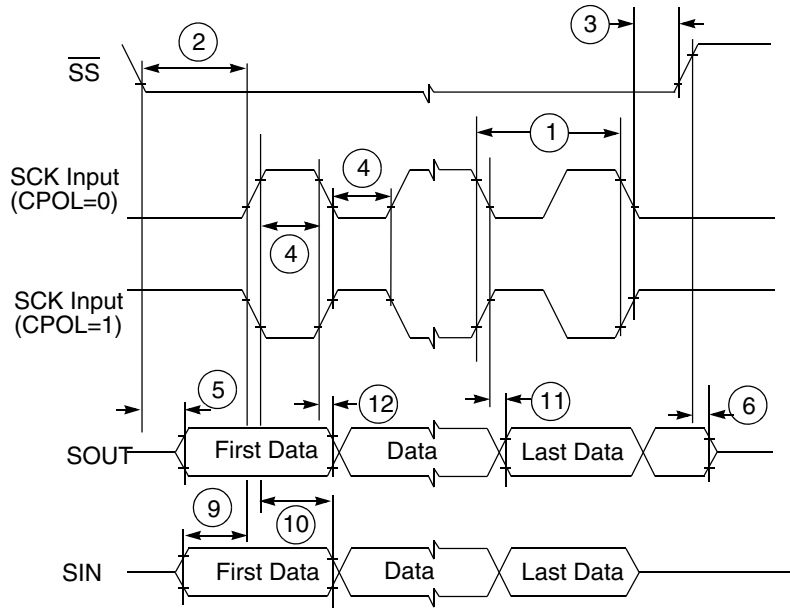 2
3
SS
1
SCK Input
(CPOL=0)
4
4
SCK Input
(CPOL=1)
5
12
11
6
SOUT
First Data
Data
Last Data
9
10
SIN
First Data
Data
Last Data